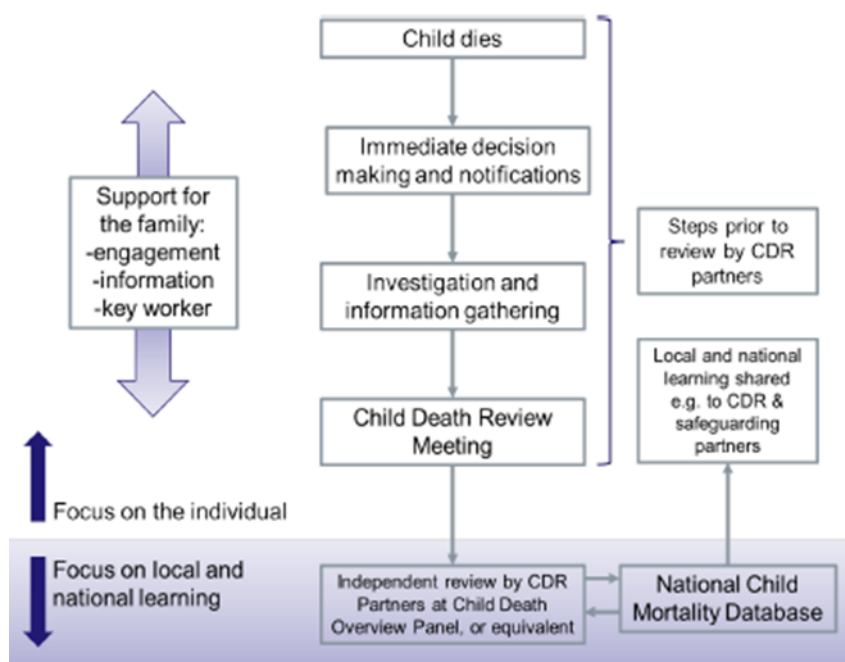 Child dies
Immediate decision
making and notifications
Support for
the family:
-engagement
-information
-key worker
Steps prior to
review by CDR
partners
Investigation and
information gathering
Local and national
learning shared
e.g. to CDR &
safeguarding
partners
Child Death Review
Meeting
Focus on the individual
Focus on local and
national learning
Independent review by CDR
Partners at Child Death
Overview Panel, or equivalent
National Child
Mortality Database